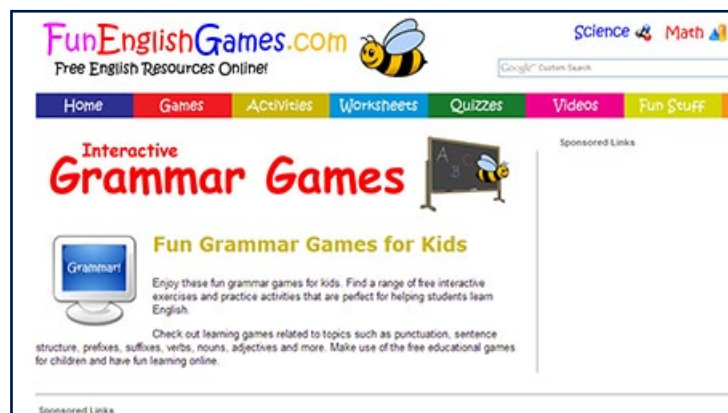 FunEnglishGames.com
Free English Resources Online!
Science Math
Google™ Custom Search
Home Games Activities Worksheets Quizzes Videos Fun Stuff
Interactive
Grammar Games
A
B
C
Sponsored Links
Grammar!
Fun Grammar Games for Kids
Enjoy these fun grammar games for kids. Find a range of free interactive
exercises and practice activities that are perfect for helping students learn
English.
Check out learning games related to topics such as punctuation, sentence
structure, prefixes, suffixes, verbs, nouns, adjectives and more. Make use of the free educational games
for children and have fun learning online.
Sponsored Links